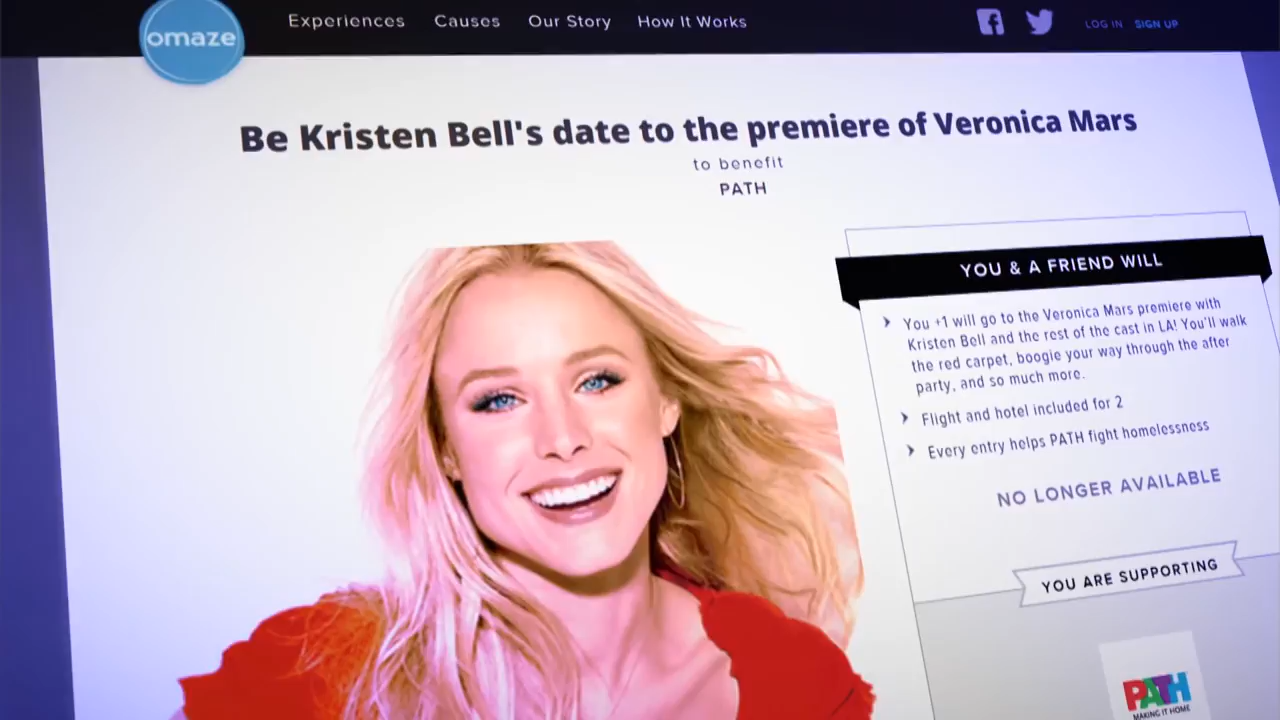 omaze
Experiences Causes Our Story How It Works
LOG IN SIGN UP
Be Kristen Bell's date to the premiere of Veronica Mars
to benefit
PATH
YOU & A FRIEND WILL
You +1 will go to the Veronica Mars premiere with
Kristen Bell and the rest of the cast in LA! You'll walk
the red carpet, boogie your way through the after
party, and so much more.
Flight and hotel included for 2
Every entry helps PATH fight homelessness
NO LONGER AVAILABLE
YOU ARE SUPPORTING
PATH
MAKING IT HOME